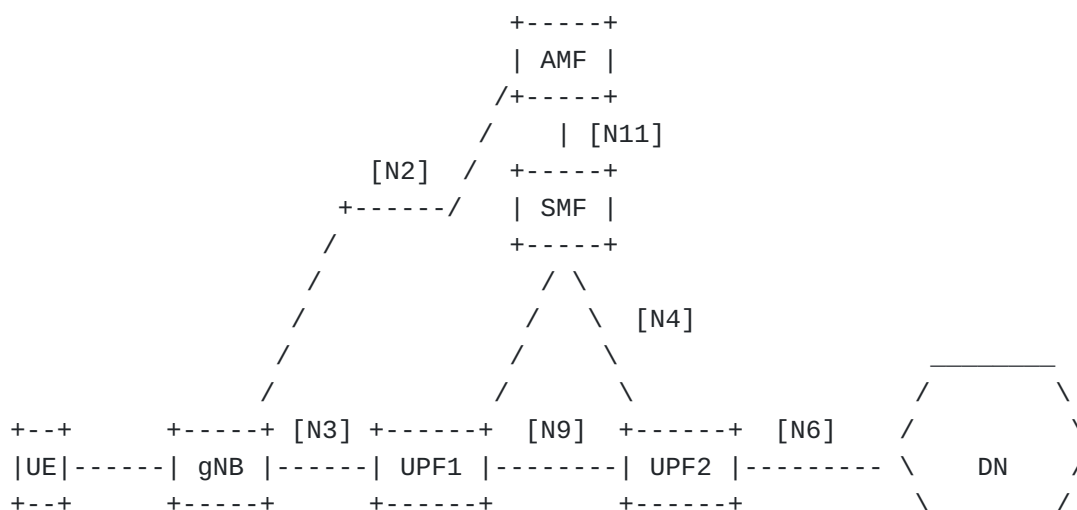 AMF
[N11]
[N2]
SMF
[N4]
[N3] [N9] [N6]
UE gNB UPF1 UPF2 DN